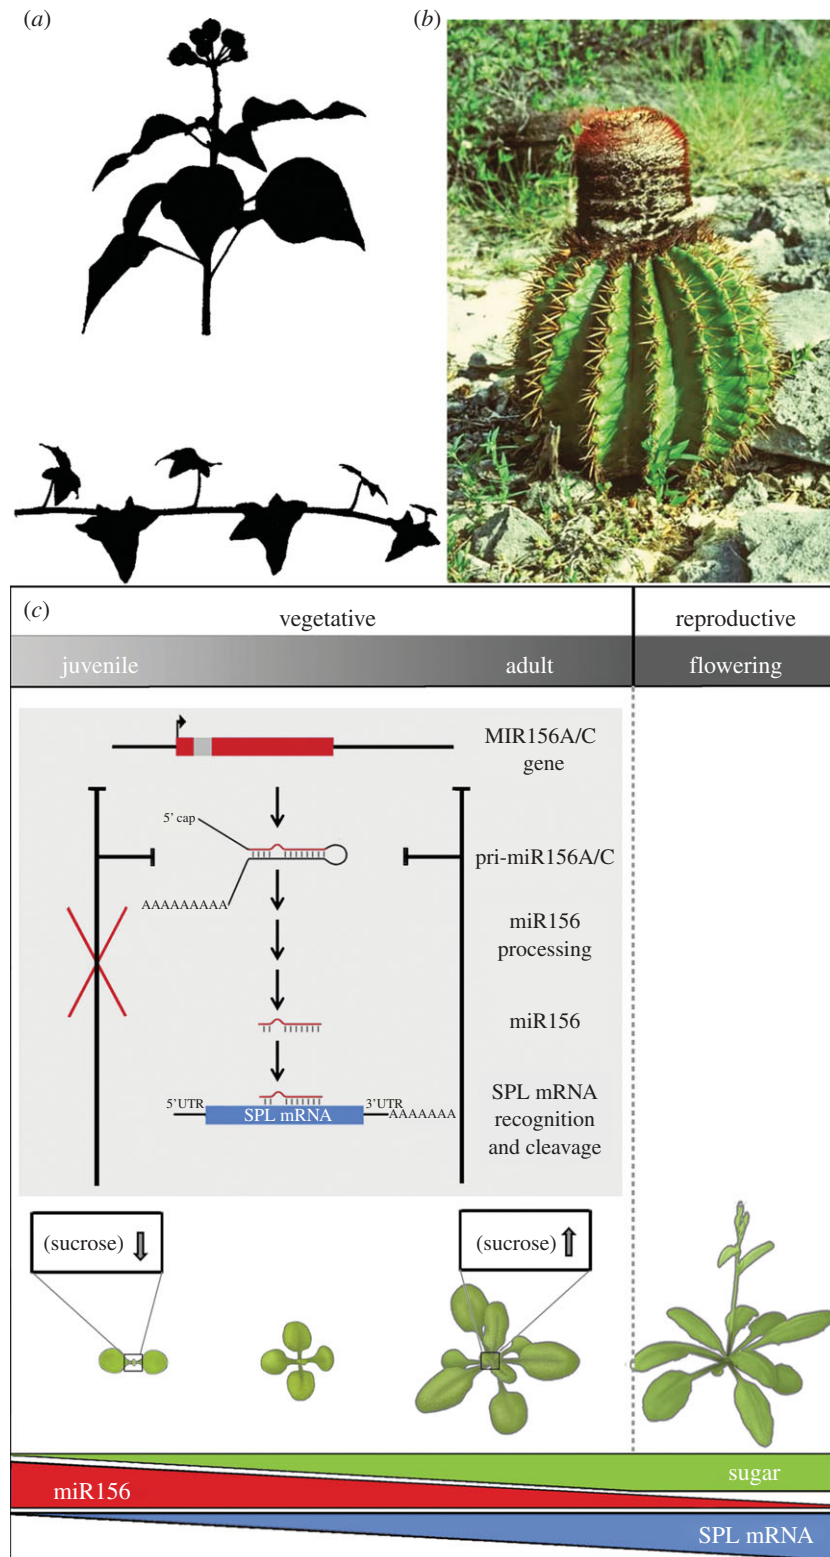 (a)
(b)
(c)
vegetative
reproductive
juvenile
adult
flowering
MIR156A/C
gene
5’ cap
pri-miR156A/C
AAAAAAAAA
miR156
processing
miR156
5’UTR
3’UTR
SPL mRNA
AAAAAAA
SPL mRNA
recognition
and cleavage
(sucrose)
(sucrose)
sugar
miR156
SPL mRNA